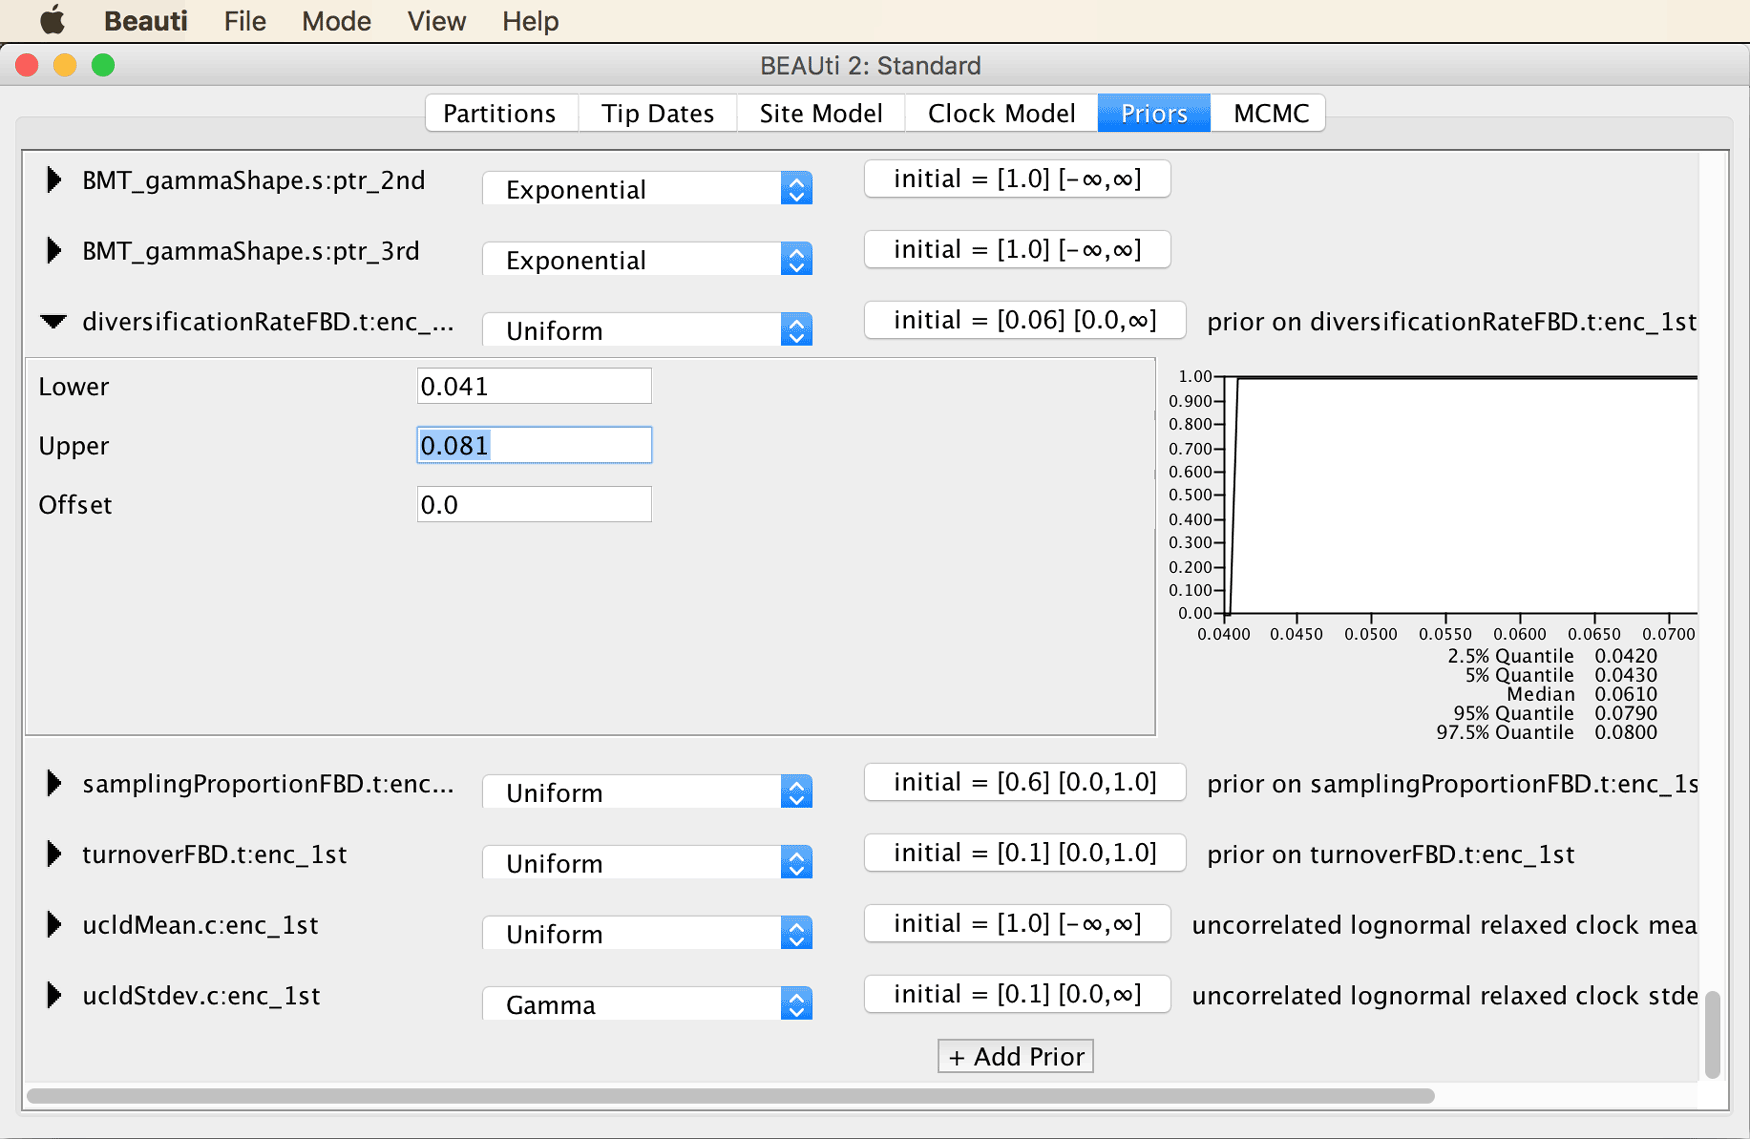 Beauti File Mode View Help
BEAUti 2: Standard
Partitions Tip Dates Site Model Clock Model Priors MCMC
BMT_gammaShape.s:ptr_2nd Exponential initial = [1.0] [-∞,∞]
BMT_gammaShape.s:ptr_3rd Exponential initial = [1.0] [-∞,∞]
diversificationRateFBD.t:enc_... Uniform initial = [0.06] [0.0,∞] prior on diversificationRateFBD.t:enc_1st
Lower 0.041
Upper 0.081
Offset 0.0
1.00
0.900
0.800
0.700
0.600
0.500
0.400
0.300
0.200
0.100
0.00
0.0400 0.0450 0.0500 0.0550 0.0600 0.0650 0.0700
2.5% Quantile 0.0420
5% Quantile 0.0430
Median 0.0610
95% Quantile 0.0790
97.5% Quantile 0.0800
samplingProportionFBD.t:enc... Uniform initial = [0.6] [0.0,1.0] prior on samplingProportionFBD.t:enc_1s
turnoverFBD.t:enc_1st Uniform initial = [0.1] [0.0,1.0] prior on turnoverFBD.t:enc_1st
ucldMean.c:enc_1st Uniform initial = [1.0] [-∞,∞] uncorrelated lognormal relaxed clock mea
ucldStdev.c:enc_1st Gamma initial = [0.1] [0.0,∞] uncorrelated lognormal relaxed clock stde
+ Add Prior